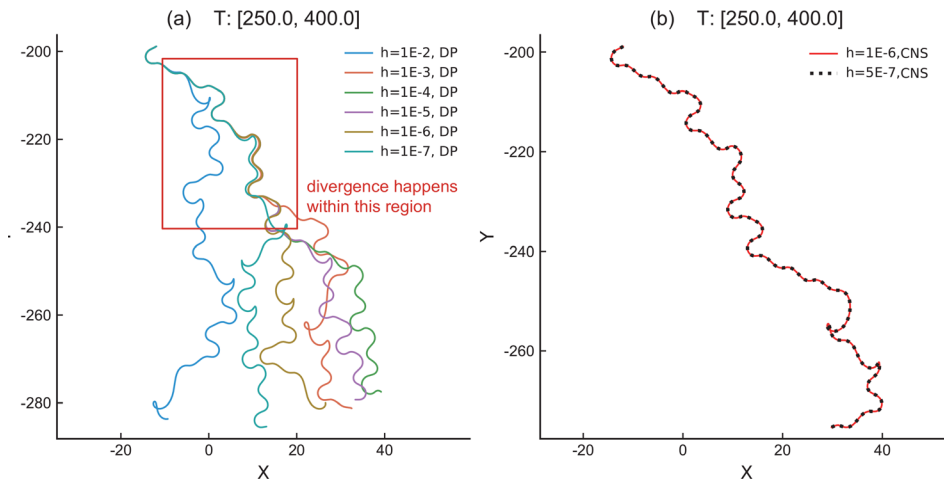 (a) T: [250.0, 400.0]
-200
-220
-240
-260
-280
-20 0 20 40
X
h=1E-2, DP
h=1E-3, DP
h=1E-4, DP
h=1E-5, DP
h=1E-6, DP
h=1E-7, DP
divergence happens
within this region
(b) T: [250.0, 400.0]
Y
-200
-220
-240
-260
-20 0 20 40
X
h=1E-6,CNS
h=5E-7,CNS